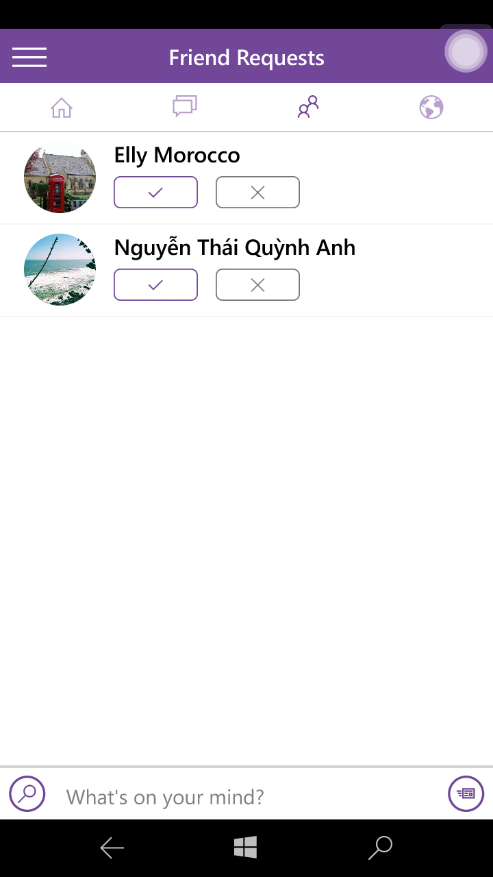 Friend Requests
Elly Morocco
Nguyễn Thái Quỳnh Anh
What's on your mind?